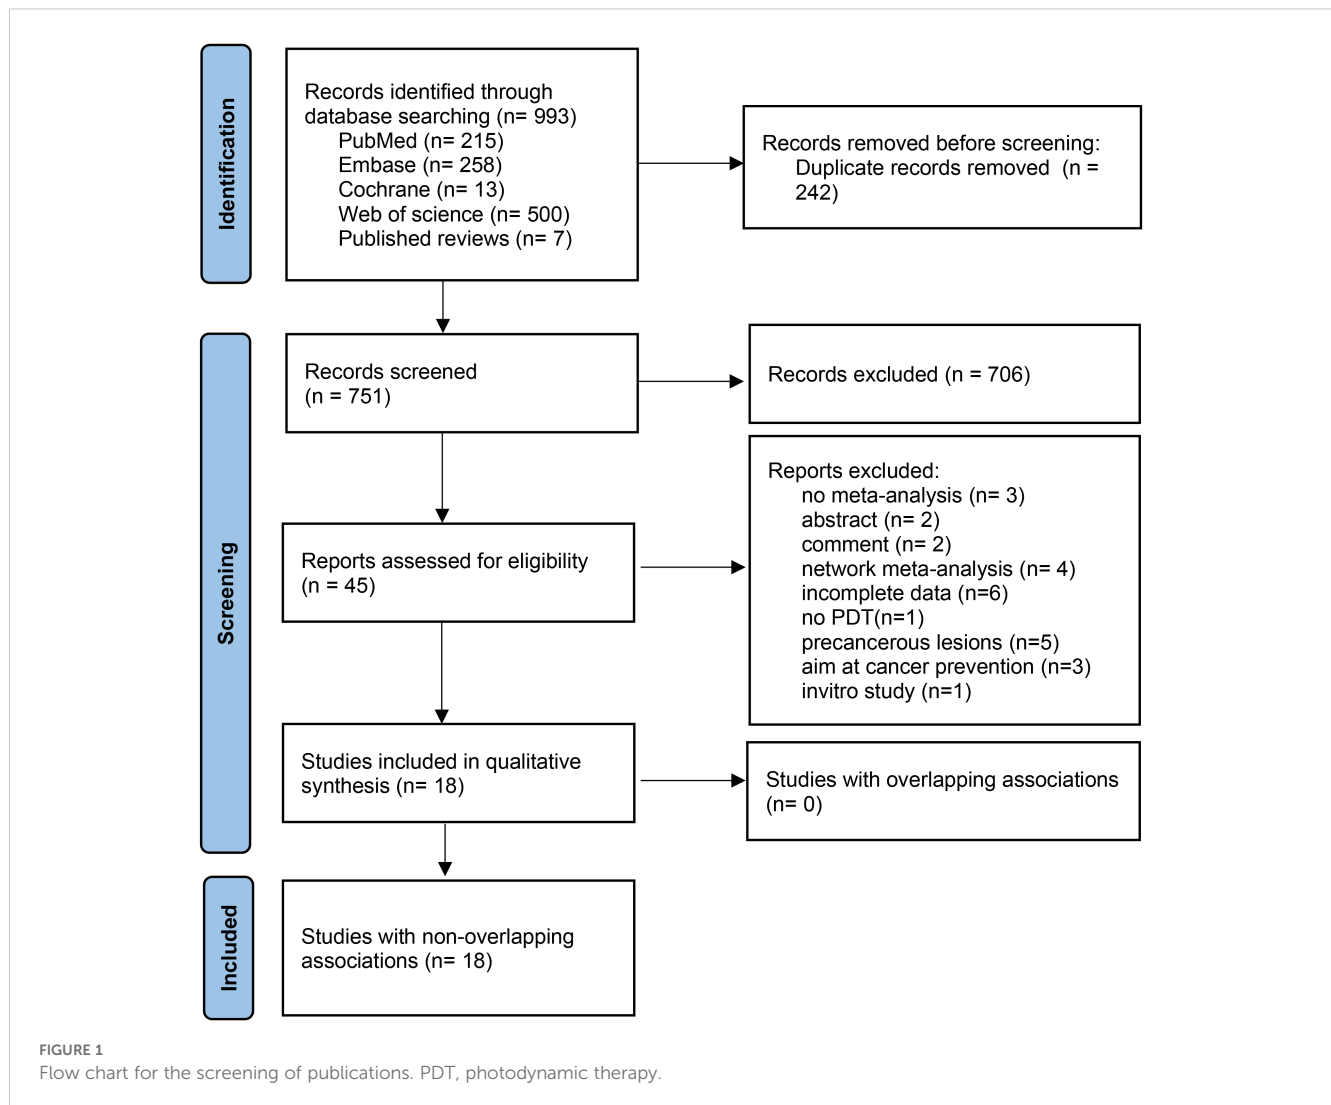 Identification
Records identified through
database searching (n= 993)
PubMed (n= 215)
Embase (n= 258)
Cochrane (n= 13)
Web of science (n= 500)
Published reviews (n= 7)
Records removed before screening:
Duplicate records removed (n =
242)
Screening
Records screened
(n = 751)
Records excluded (n = 706)
Reports assessed for eligibility
(n = 45)
Reports excluded:
no meta-analysis (n= 3)
abstract (n= 2)
comment (n= 2)
network meta-analysis (n= 4)
incomplete data (n=6)
no PDT(n=1)
precancerous lesions (n=5)
aim at cancer prevention (n=3)
invitro study (n=1)
Studies included in qualitative
synthesis (n= 18)
Studies with overlapping associations
(n= 0)
Included
Studies with non-overlapping
associations (n= 18)
FIGURE 1
Flow chart for the screening of publications. PDT, photodynamic therapy.